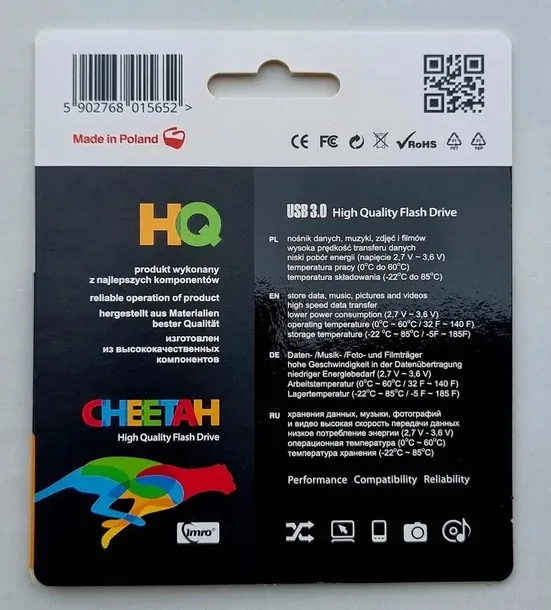 5 902768 015652 >
Made in Poland
CE FC RoHS
HQ
produkt wykonany
z najlepszych komponentów
reliable operation of product
hergestellt aus Materialien
bester Qualität
изготовлен
из высококачественных
компонентов
CHEETAH
High Quality Flash Drive
imro®
USB 3.0 High Quality Flash Drive
PL nośnik danych, muzyki, zdjęć i filmów
wysoka prędkość transferu danych
niski pobór energii (napięcie 2,7 V ~ 3,6 V)
temperatura pracy (0°C do 60°C)
temperatura składowania (-22°C do 85°C)
EN store data, music, pictures and videos
high speed data transfer
lower power consumption (2,7 V ~ 3,6 V)
operating temperature (0°C ~ 60°C / 32 F ~ 140 F)
storage temperature (-22 °C ~ 85°C / -5F ~ 185F)
DE Daten- /Musik- /Foto- und Filmträger
hohe Geschwindigkeit in der Datenübertragung
niedriger Energiebedarf (2,7 V ~ 3,6 V)
Arbeitstemperatur (0°C ~ 60°C / 32 F ~ 140 F)
Lagertemperatur (-22°C ~ 85°C / -5 F ~ 185 F)
RU хранения данных, музыки, фотографий
и видео высокая скорость передачи данных
низкое потребление энергии (2,7 V - 3,6 V)
операционная температура (0°C ~ 60°C)
температура хранения (-22°C ~ 85°C)
Performance Compatibility Reliability